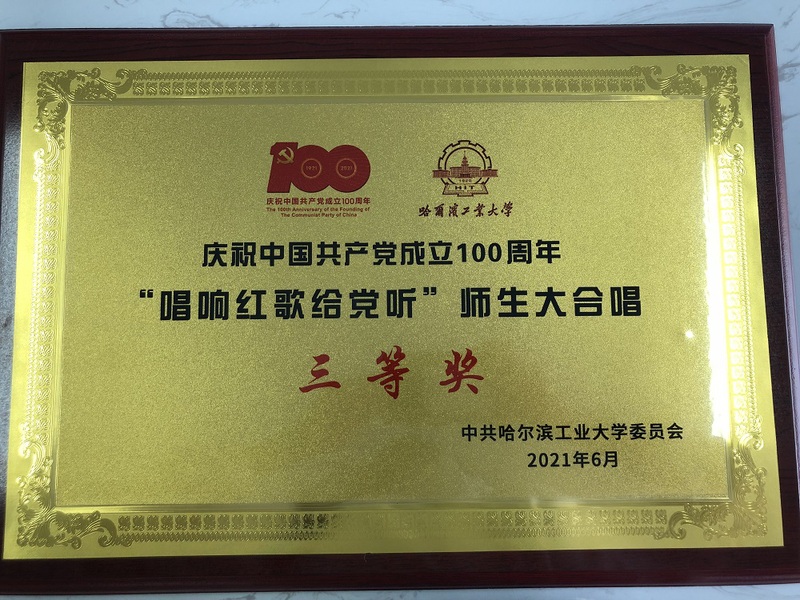 100
1921 2021
庆祝中国共产党成立100周年
The 100th Anniversary of the Founding of
The Communist Party of China
1920
HIT
哈尔滨工业大学
庆祝中国共产党成立100周年
“唱响红歌给党听”师生大合唱
三等奖
中共哈尔滨工业大学委员会
2021年6月